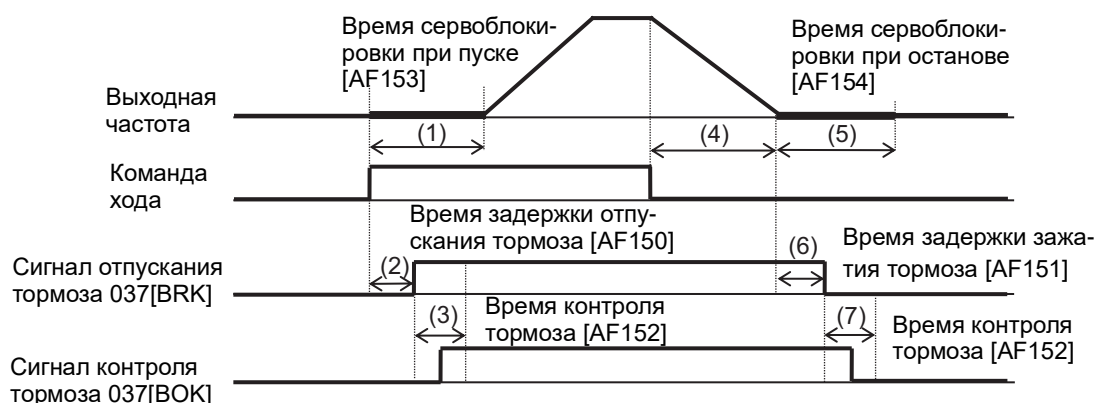 Время сервоблоки-
ровки при пуске
[AF153]
Время сервоблоки-
ровки при останове
[AF154]
Выходная
частота
(1)
(4)
(5)
Команда
хода
Время задержки отпу-
скания тормоза [AF150]
Время задержки зажа-
тия тормоза [AF151]
Сигнал отпускания
тормоза 037[BRK]
(2)
(6)
(3)
Время контроля
тормоза [AF152]
(7)
Время контроля
тормоза [AF152]
Сигнал контроля
тормоза 037[BOK]